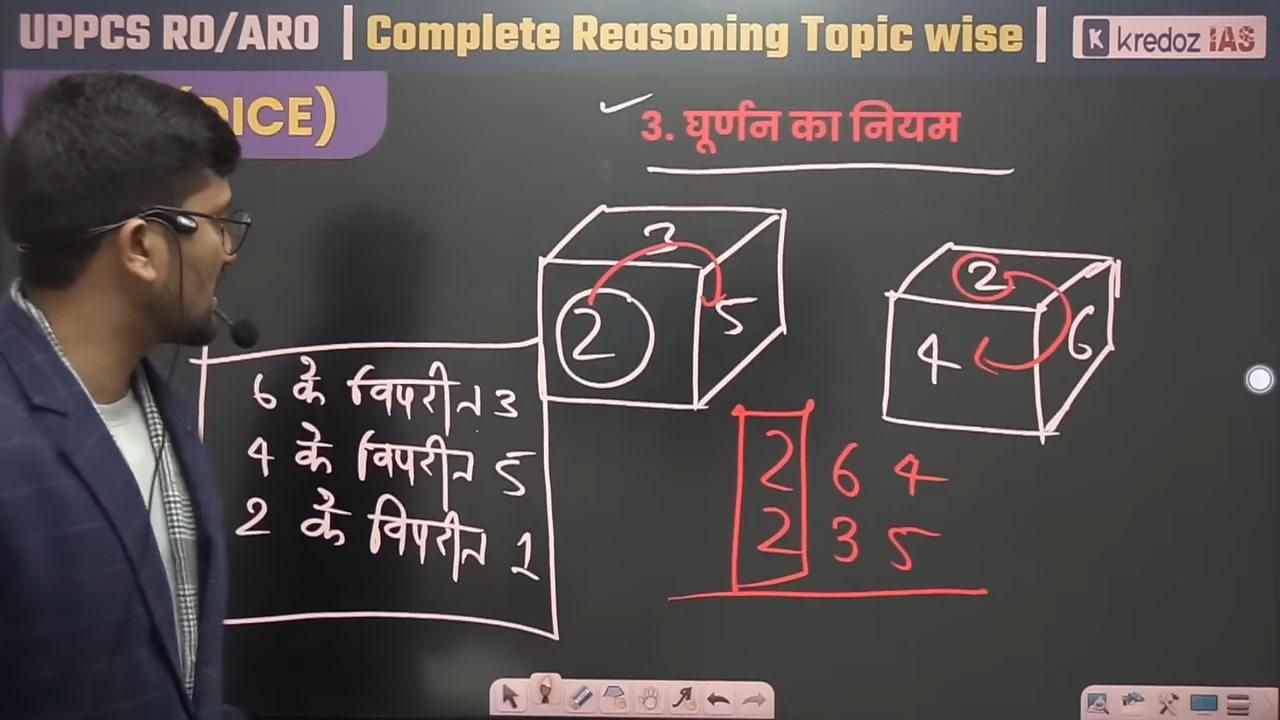 UPPCS RO/ARO | Complete Reasoning Topic wise |
K kredoz IAS
DICE)
3. घूर्णन का नियम
3
2
5
2
4
6
6 के विपरीत 3
4 के विपरीत 5
2 के विपरीत 1
2 6 4
2 3 5